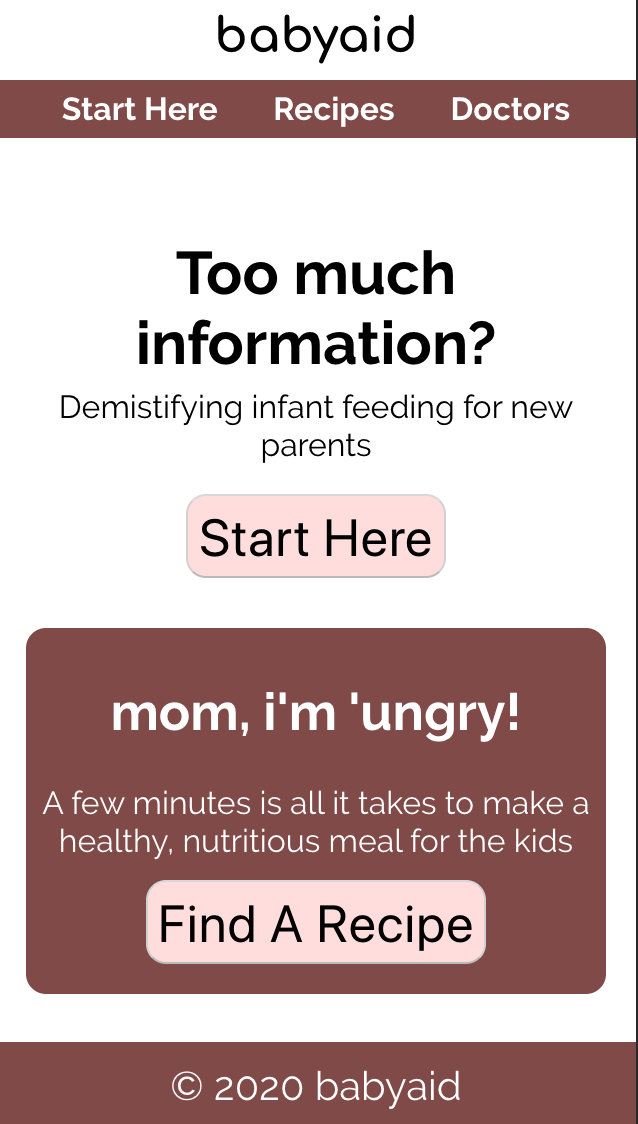 babyaid
Start Here Recipes Doctors
Too much
information?
Demistifying infant feeding for new
parents
Start Here
mom, i'm 'ungry!
A few minutes is all it takes to make a
healthy, nutritious meal for the kids
Find A Recipe
© 2020 babyaid